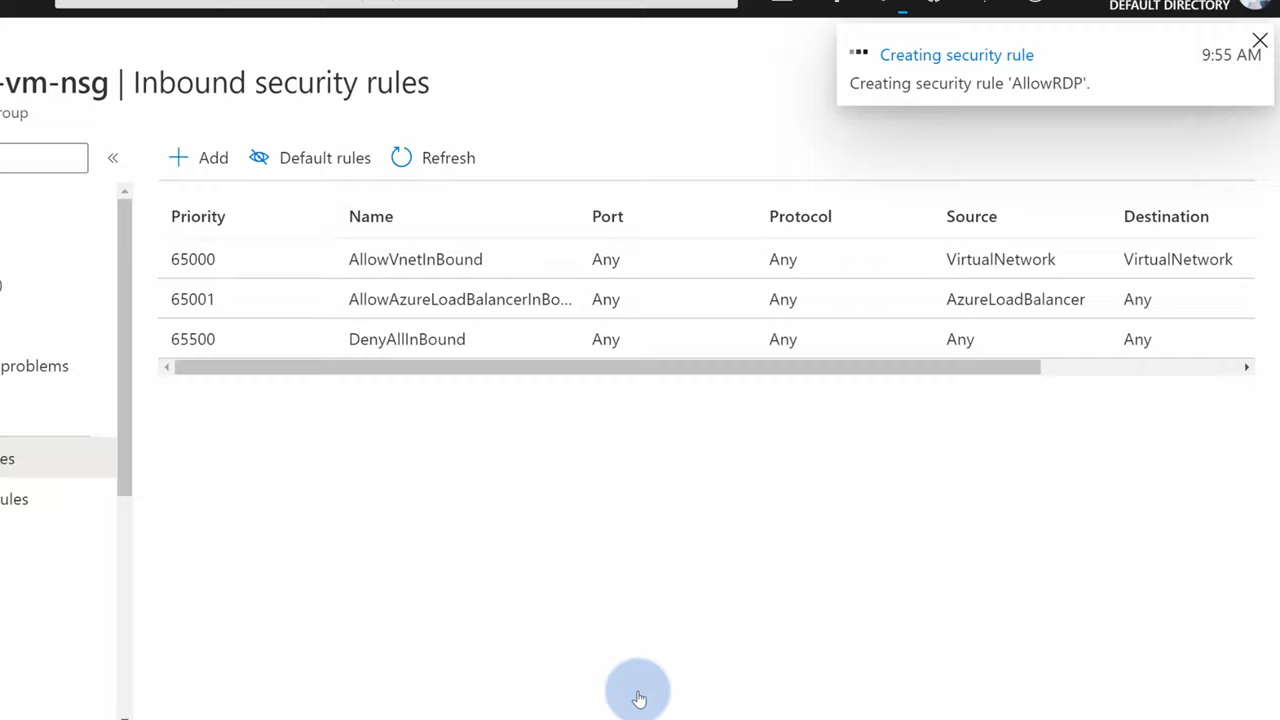 DEFAULT DIRECTORY
Creating security rule 9:55 AM
Creating security rule 'AllowRDP'.
-vm-nsg | Inbound security rules
roup
« Add Default rules Refresh
Priority Name Port Protocol Source Destination
65000 AllowVnetInBound Any Any VirtualNetwork VirtualNetwork
65001 AllowAzureLoadBalancerInBo... Any Any AzureLoadBalancer Any
65500 DenyAllInBound Any Any Any Any
problems
es
ules